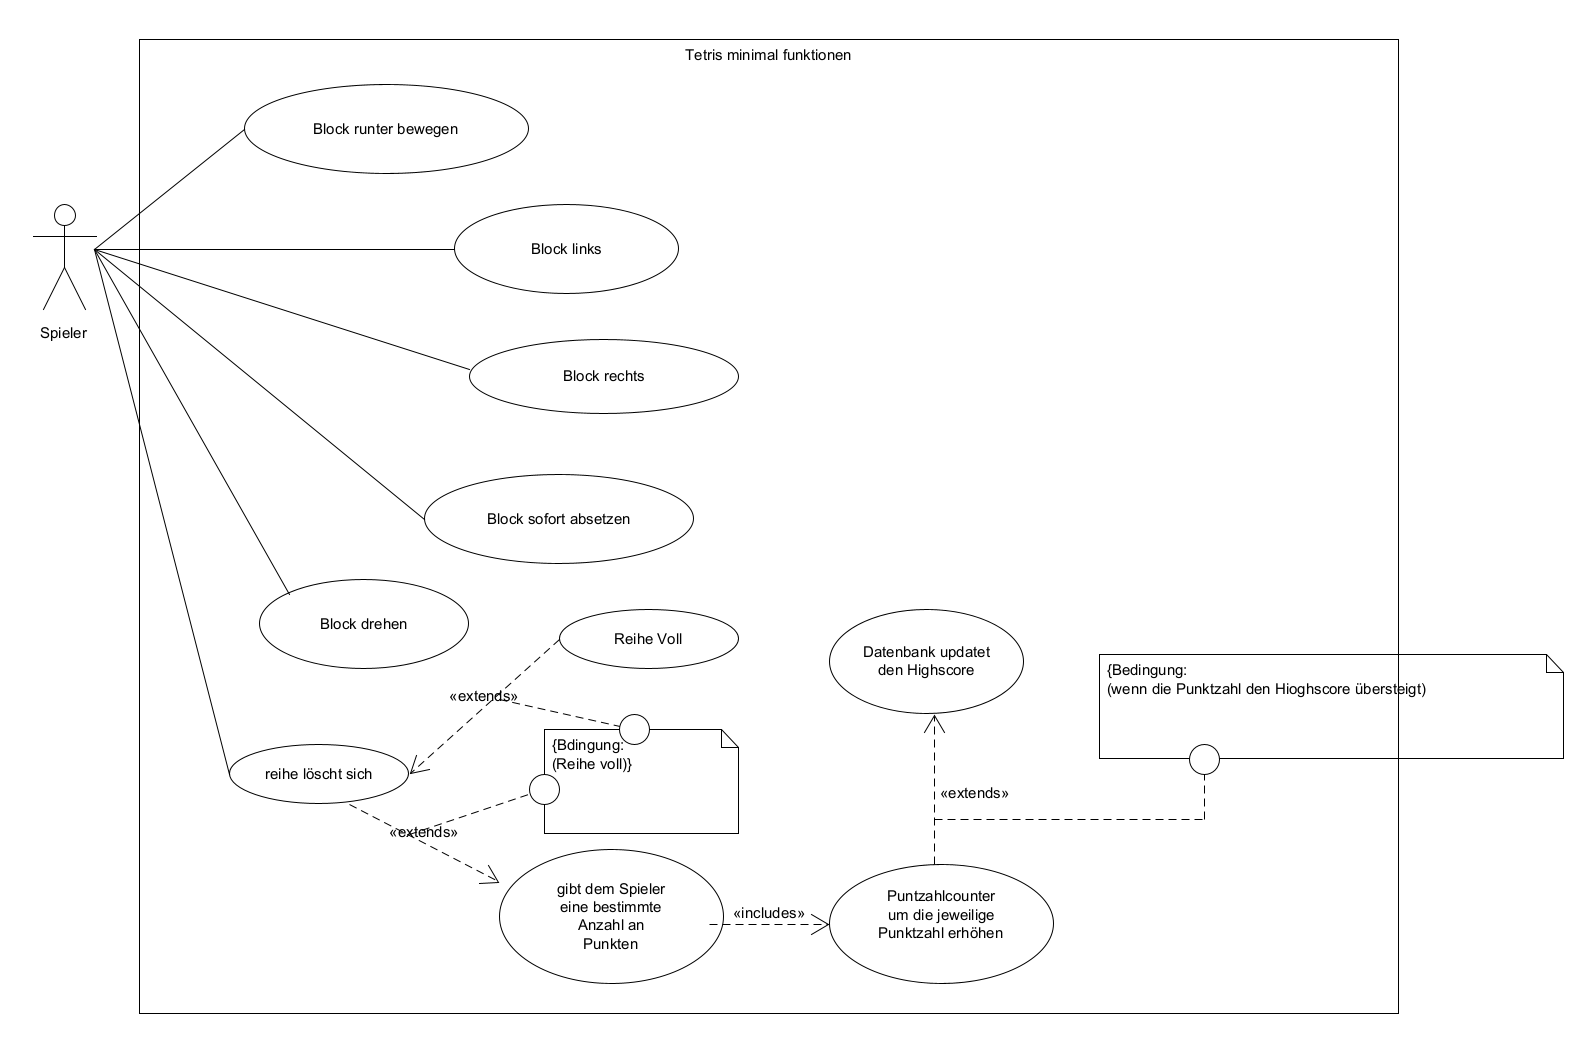 Tetris minimal funktionen
Block runter bewegen
Block links
Spieler
Block rechts
Block sofort absetzen
Block drehen
Reihe Voll
Datenbank updatet
den Highscore
{Bedingung:
(wenn die Punktzahl den Hioghscore übersteigt)
«extends»
{Bdingung:
(Reihe voll)}
reihe löscht sich
«extends»
«extends»
gibt dem Spieler
eine bestimmte
Anzahl an
Punkten
«includes»
Puntzahlcounter
um die jeweilige
Punktzahl erhöhen